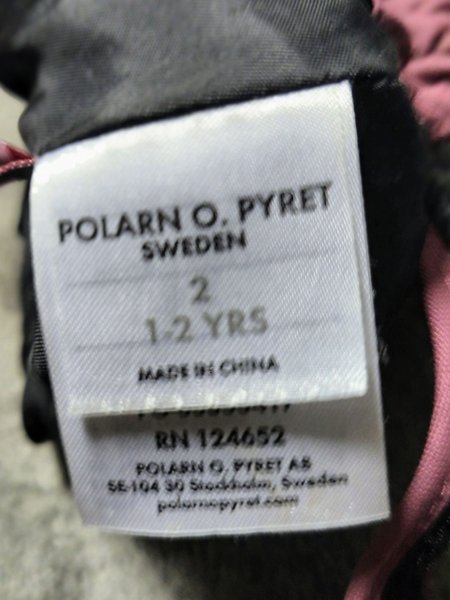 POLARN O. PYRET
SWEDEN
2
1-2 YRS
MADE IN CHINA
RN 124652
POLARN O. PYRET AB
SE-104 30 Stockholm, Sweden
polarnopyret.com